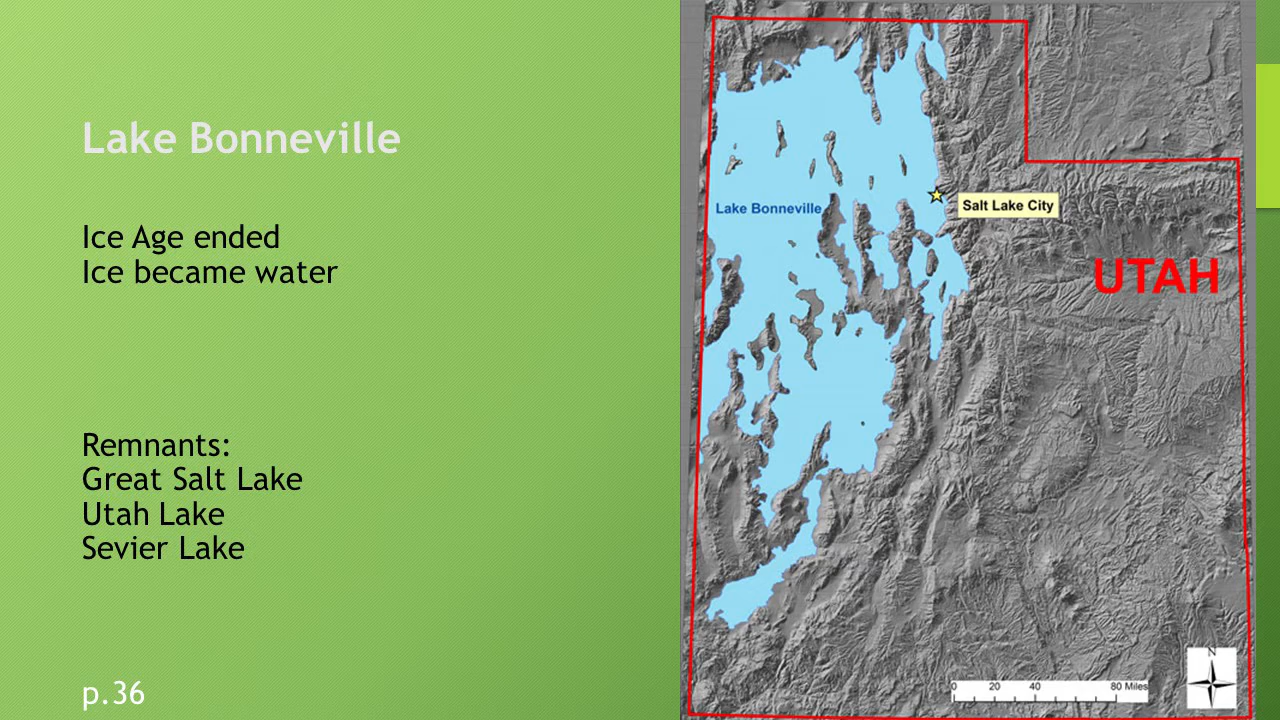 Lake Bonneville
Ice Age ended
Ice became water
Remnants:
Great Salt Lake
Utah Lake
Sevier Lake
p.36
Lake Bonneville
Salt Lake City
UTAH
N
0 20 40 80 Miles